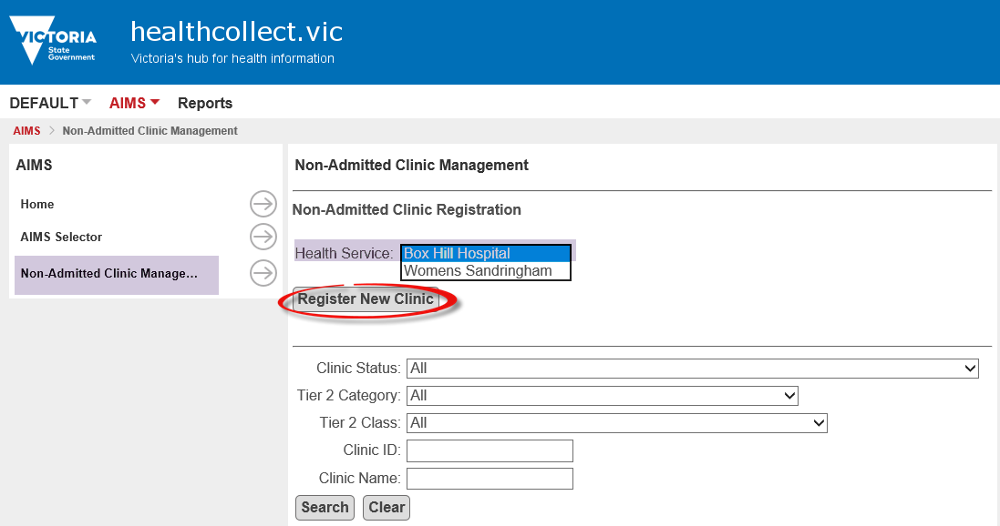 VICTORIA
State
Government
healthcollect.vic
Victoria's hub for health information
DEFAULT AIMS Reports
AIMS Non-Admitted Clinic Management
AIMS
Home
AIMS Selector
Non-Admitted Clinic Manage...
Non-Admitted Clinic Management
Non-Admitted Clinic Registration
Health Service: Box Hill Hospital
Womens Sandringham
Register New Clinic
Clinic Status: All
Tier 2 Category: All
Tier 2 Class: All
Clinic ID:
Clinic Name:
Search Clear